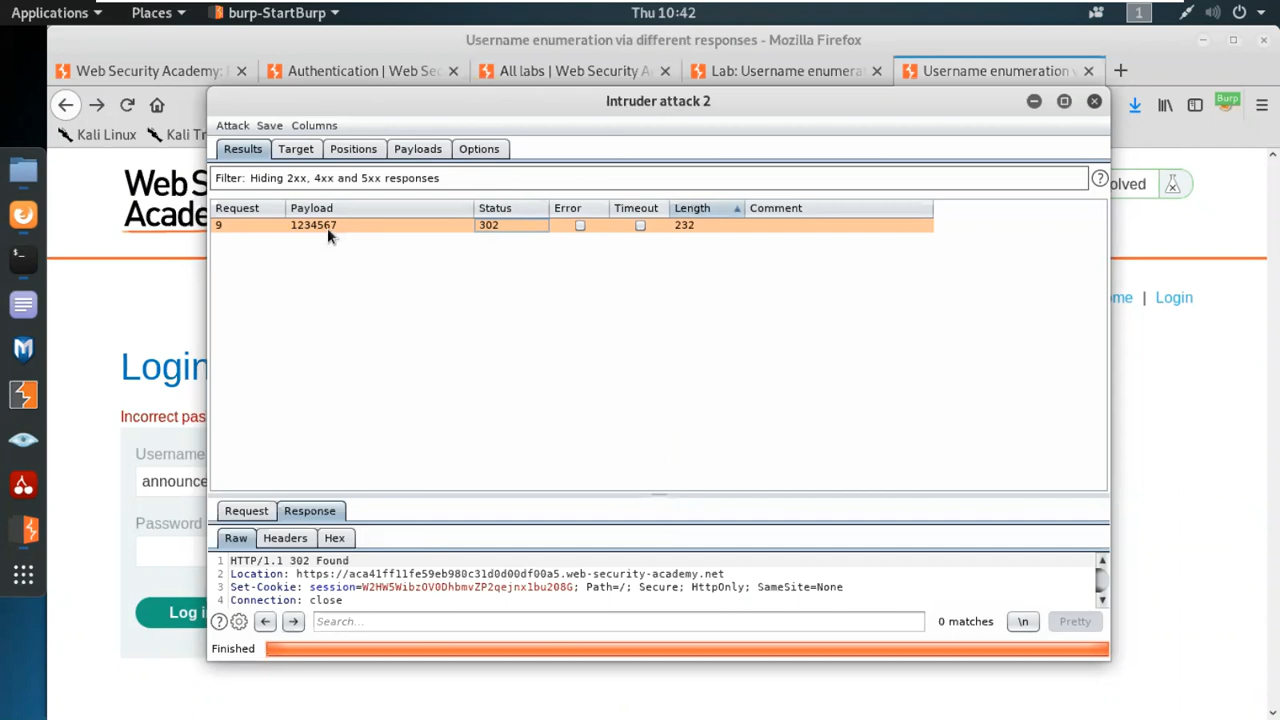 Applications Places burp-StartBurp Thu 10:42 1
Username enumeration via different responses - Mozilla Firefox
Web Security Academy: Authentication | Web Sec All labs | Web Security A Lab: Username enumerat Username enumeration v
Burp
Kali Linux Kali Tr
Intruder attack 2
Attack Save Columns
Results Target Positions Payloads Options
Filter: Hiding 2xx, 4xx and 5xx responses ?
Request Payload Status Error Timeout Length Comment
9 1234567 302 232
Web S
Acade
olved
me | Login
Login
Incorrect pas
Username
announce
Password
Log i
Request Response
Raw Headers Hex
1 HTTP/1.1 302 Found
2 Location: https://aca41ff11fe59eb980c31d0d00df00a5.web-security-academy.net
3 Set-Cookie: session=W2HW5WibzOV0DhbmvZP2qejnx1bu208G; Path=/; Secure; HttpOnly; SameSite=None
4 Connection: close
? Search... 0 matches \n Pretty
Finished